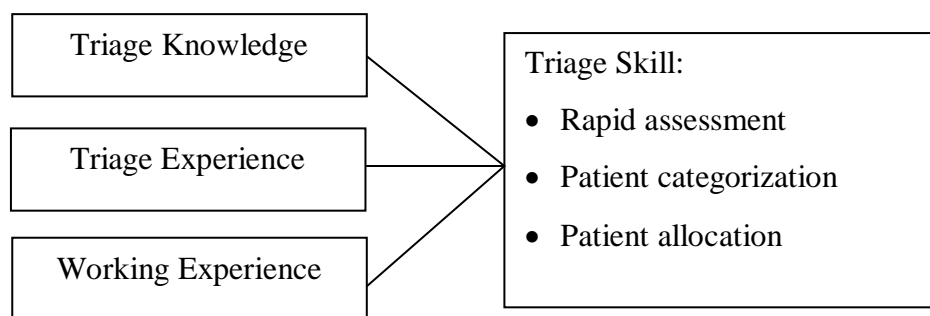 Triage Knowledge
Triage Experience
Working Experience
Triage Skill:
• Rapid assessment
• Patient categorization
• Patient allocation